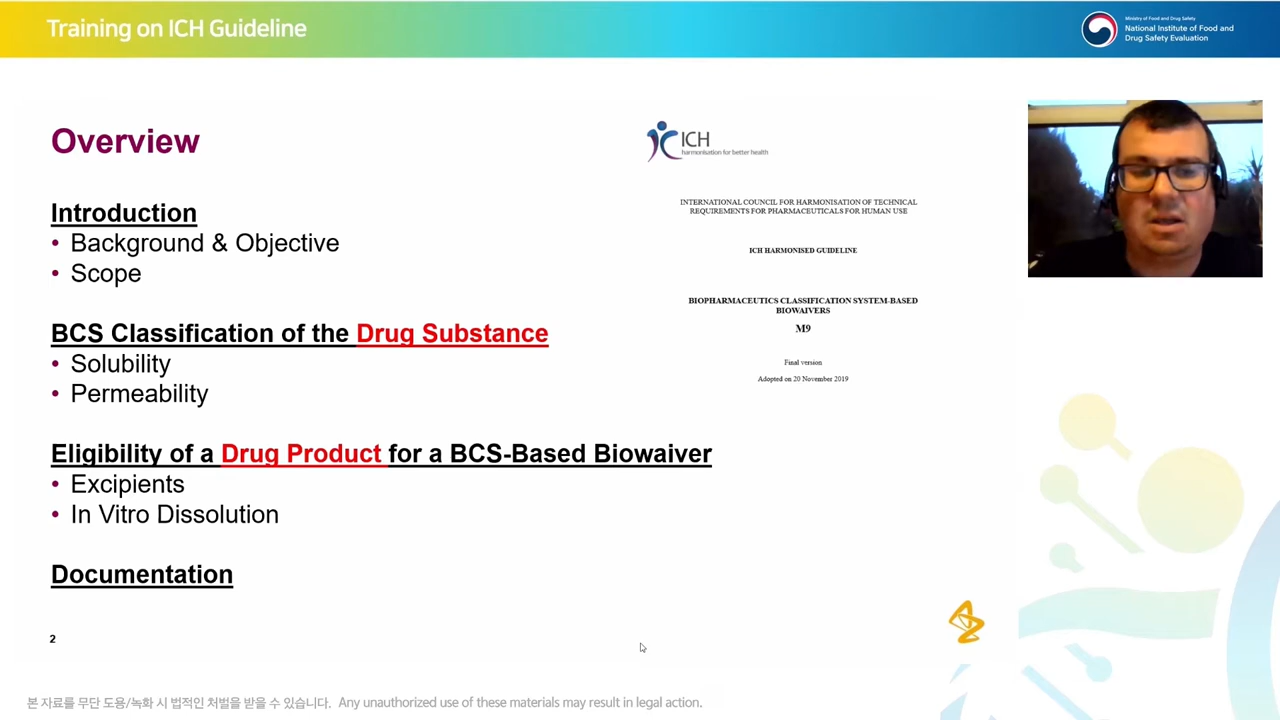 Training on ICH Guideline
Ministry of Food and Drug Safety
National Institute of Food and
Drug Safety Evaluation
Overview
Introduction
• Background & Objective
• Scope
BCS Classification of the Drug Substance
• Solubility
• Permeability
Eligibility of a Drug Product for a BCS-Based Biowaiver
• Excipients
• In Vitro Dissolution
Documentation
2
ICH
harmonisation for better health
INTERNATIONAL COUNCIL FOR HARMONISATION OF TECHNICAL
REQUIREMENTS FOR PHARMACEUTICALS FOR HUMAN USE
ICH HARMONISED GUIDELINE
BIOPHARMACEUTICS CLASSIFICATION SYSTEM-BASED
BIOWAIVERS
M9
Final version
Adopted on 20 November 2019
본 자료를 무단 도용/녹화 시 법적인 처벌을 받을 수 있습니다. Any unauthorized use of these materials may result in legal action.